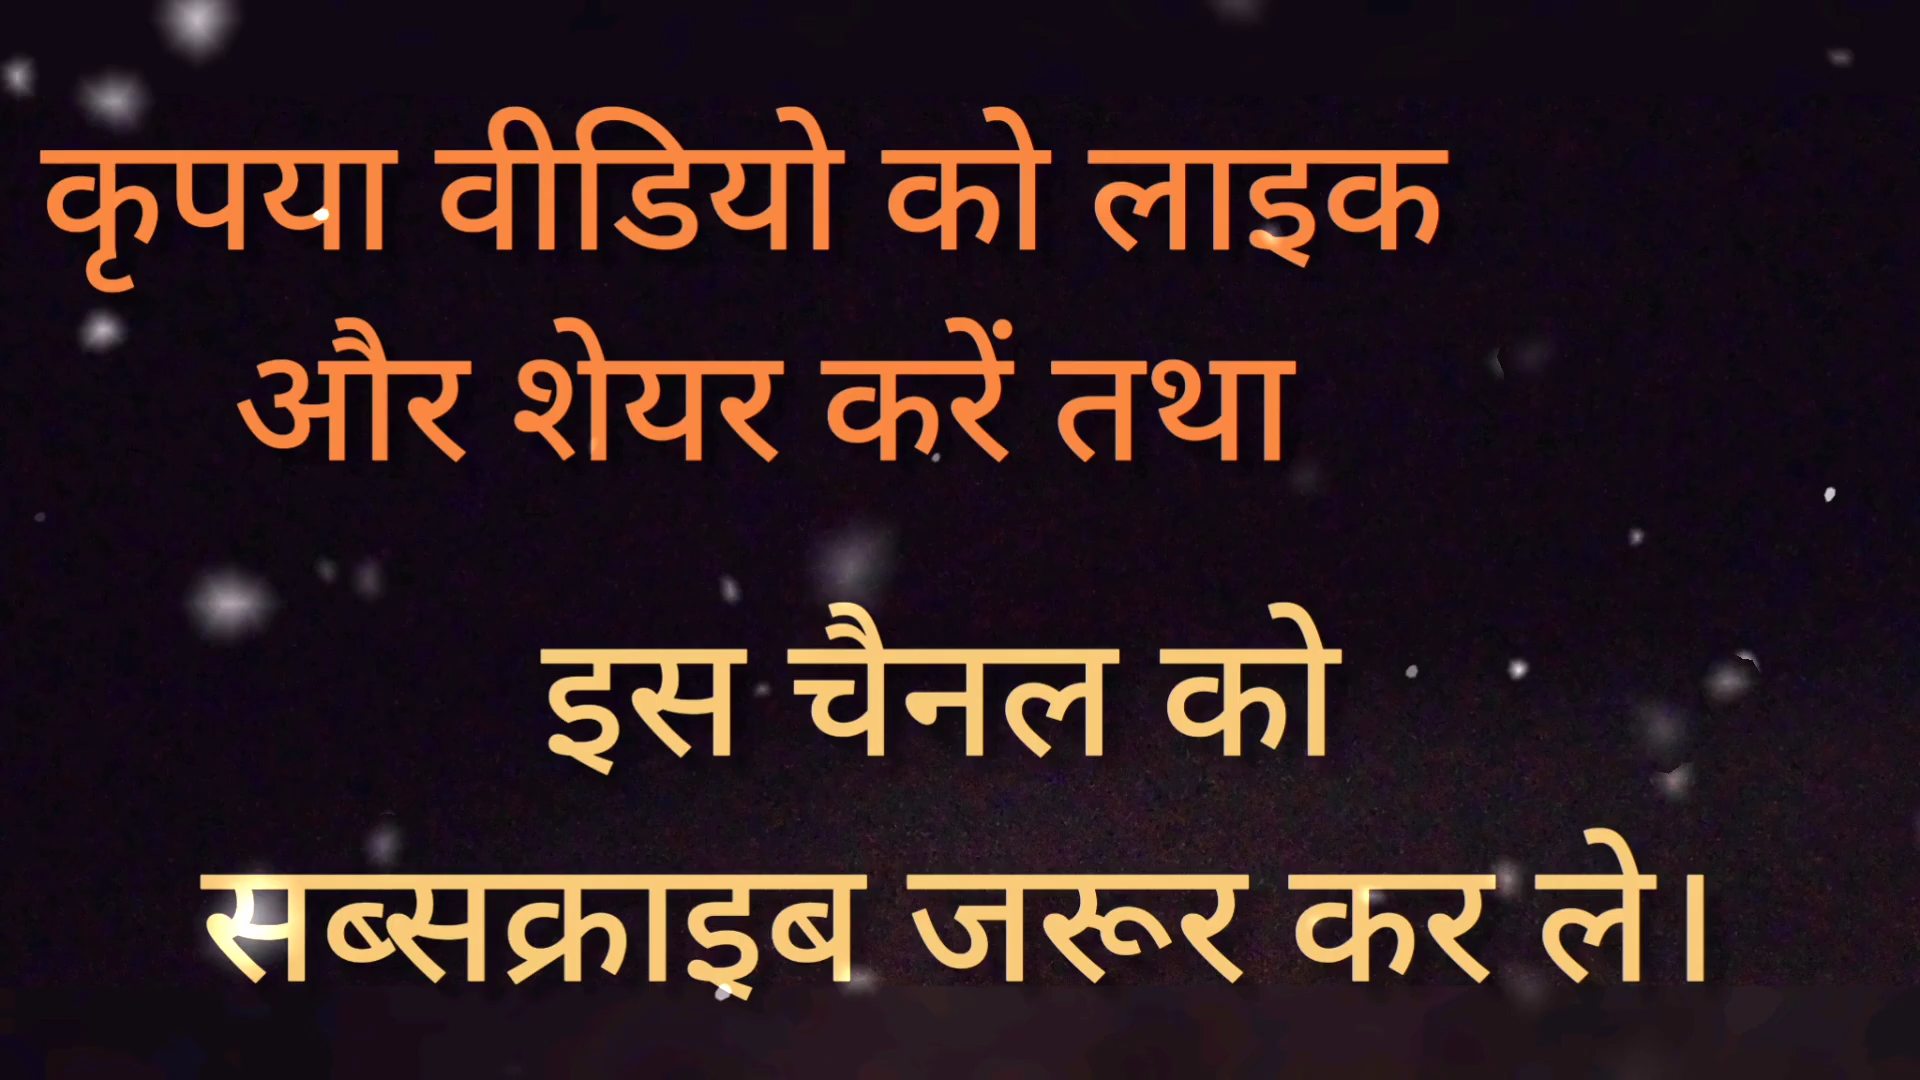 कृपया वीडियो को लाइक
और शेयर करें तथा
इस चैनल को
सब्सक्राइब जरूर कर ले।